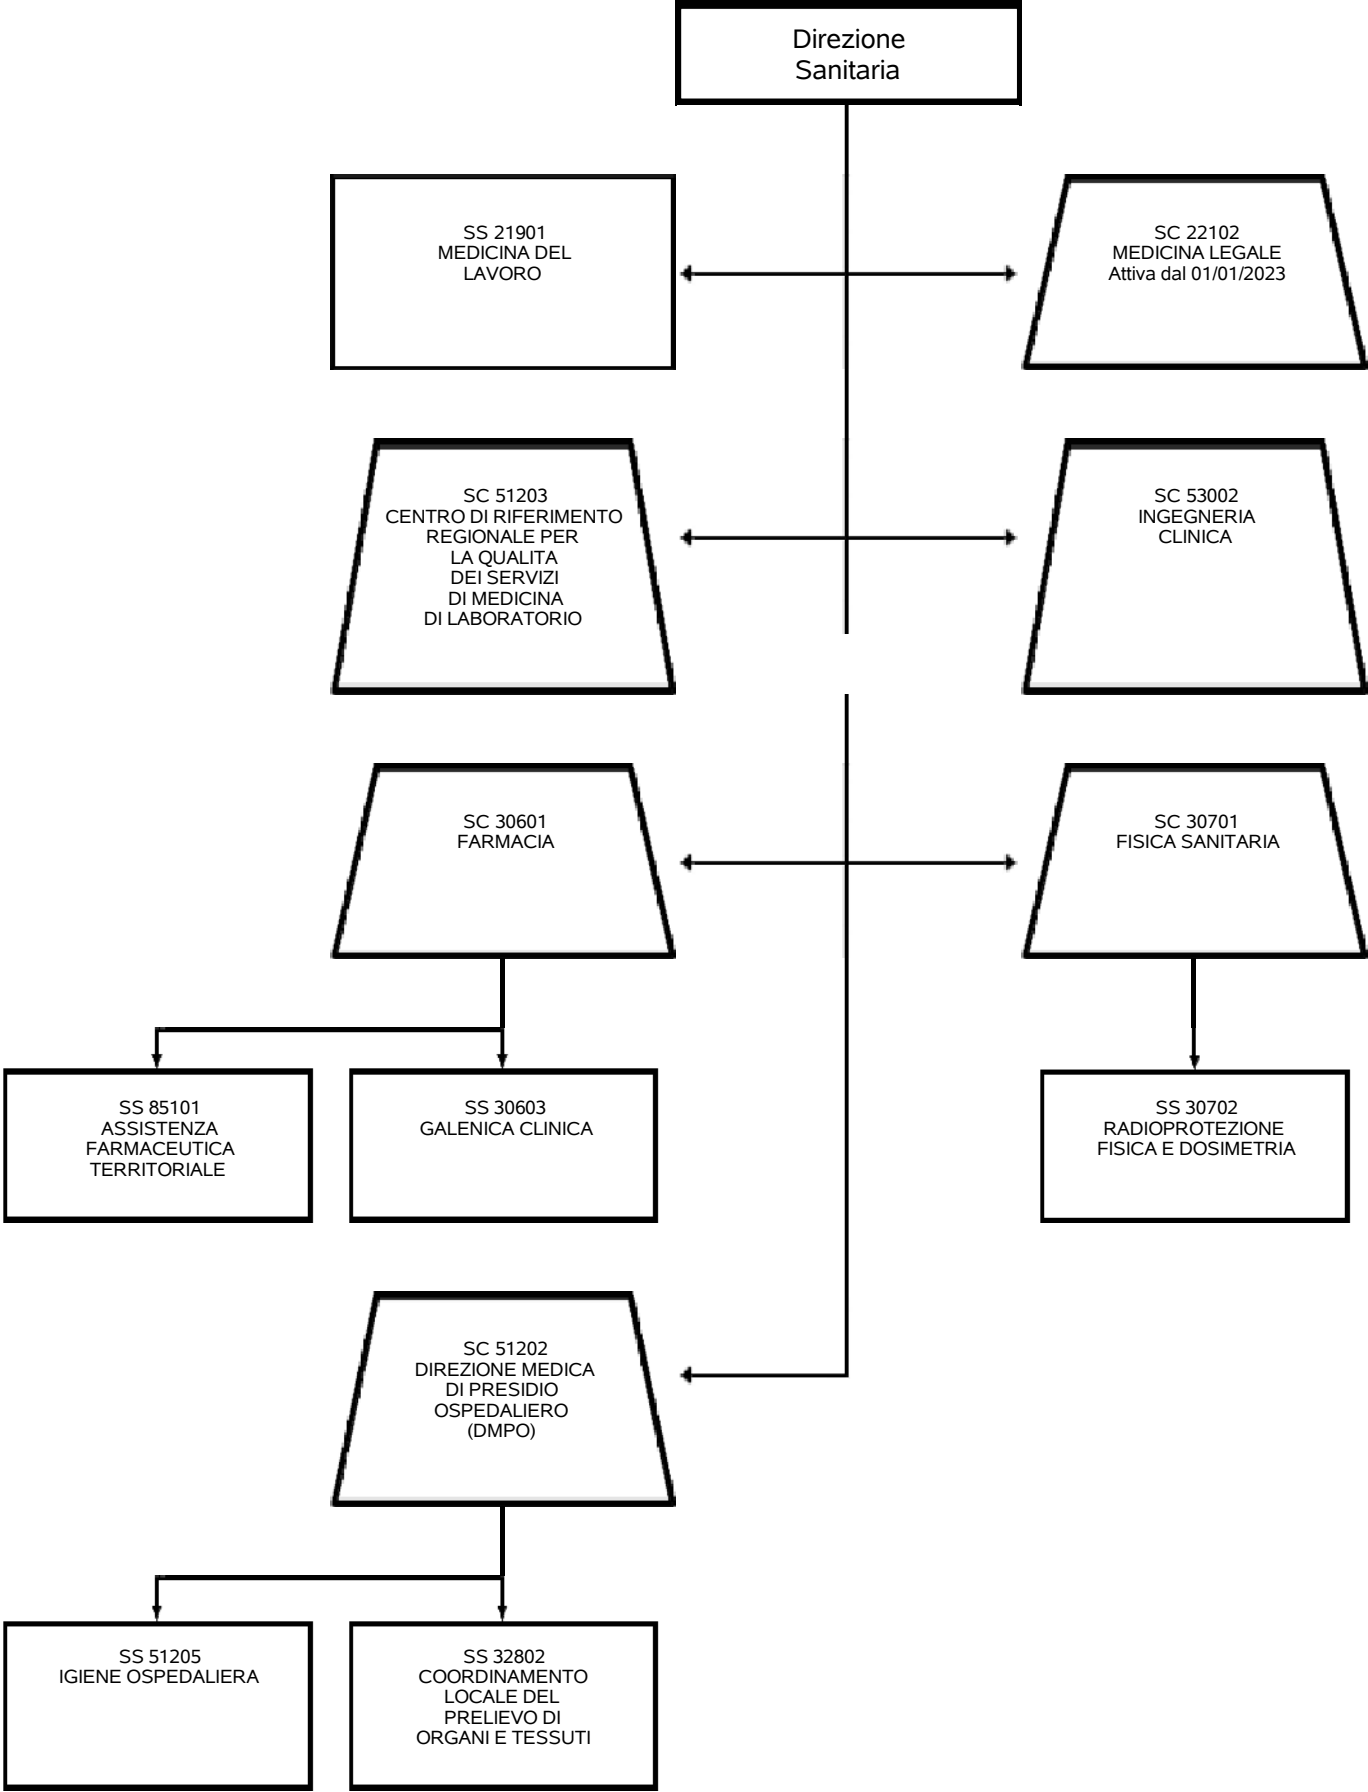 Direzione
Sanitaria
SS 21901
MEDICINA DEL
LAVORO
SC 22102
MEDICINA LEGALE
Attiva dal 01/01/2023
SC 51203
CENTRO DI RIFERIMENTO
REGIONALE PER
LA QUALITA
DEI SERVIZI
DI MEDICINA
DI LABORATORIO
SC 53002
INGEGNERIA
CLINICA
SC 30601
FARMACIA
SC 30701
FISICA SANITARIA
SS 85101
ASSISTENZA
FARMACEUTICA
TERRITORIALE
SS 30603
GALENICA CLINICA
SS 30702
RADIOPROTEZIONE
FISICA E DOSIMETRIA
SC 51202
DIREZIONE MEDICA
DI PRESIDIO
OSPEDALIERO
(DMPO)
SS 51205
IGIENE OSPEDALIERA
SS 32802
COORDINAMENTO
LOCALE DEL
PRELIEVO DI
ORGANI E TESSUTI